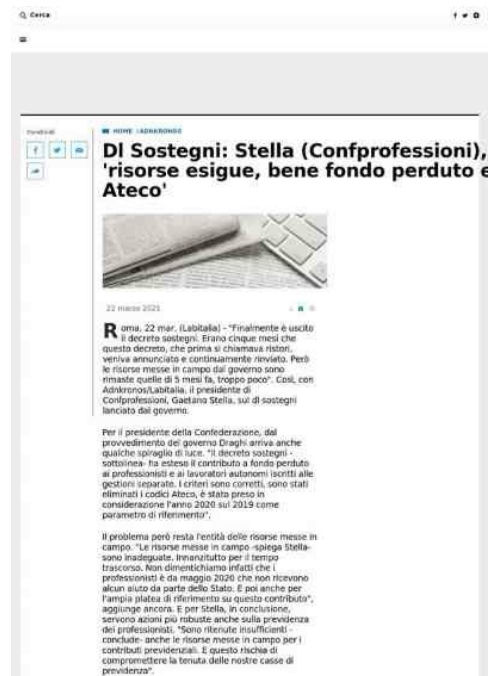 Cerca
Condividi
HOME ADNKRONOS
Dl Sostegni: Stella (Confprofessioni),
'risorse esigue, bene fondo perduto e
Ateco'
22 marzo 2021
Roma, 22 mar. (Labitalia) - "Finalmente è uscito
il decreto sostegni. Erano cinque mesi che
questo decreto, che prima si chiamava ristori,
veniva annunciato e continuamente rinviato. Però
le risorse messe in campo dal governo sono
rimaste quelle di 5 mesi fa, troppo poco". Così, con
Adnkronos/Labitalia, il presidente di
Confprofessioni, Gaetano Stella, sul dl sostegni
lanciato dal governo.
Per il presidente della Confederazione, dal
provvedimento del governo Draghi arriva anche
qualche spiraglio di luce. "Il decreto sostegni -
sottolinea- ha esteso il contributo a fondo perduto
ai professionisti e ai lavoratori autonomi iscritti alle
gestioni separate. I criteri sono corretti, sono stati
eliminati i codici Ateco, è stato preso in
considerazione l'anno 2020 sul 2019 come
parametro di riferimento".
Il problema però resta l'entità delle risorse messe in
campo. "Le risorse messe in campo -spiega Stella-
sono inadeguate. Innanzitutto per il tempo
trascorso. Non dimentichiamo infatti che i
professionisti è da maggio 2020 che non ricevono
alcun aiuto da parte dello Stato. E poi anche per
l'ampia platea di riferimento su questo contributo",
aggiunge ancora. E per Stella, in conclusione,
servono azioni più robuste anche sulla previdenza
dei professionisti. "Sono ritenute insufficienti -
conclude- anche le risorse messe in campo per i
contributi previdenziali. E questo rischia di
compromettere la tenuta delle nostre casse di
previdenza".